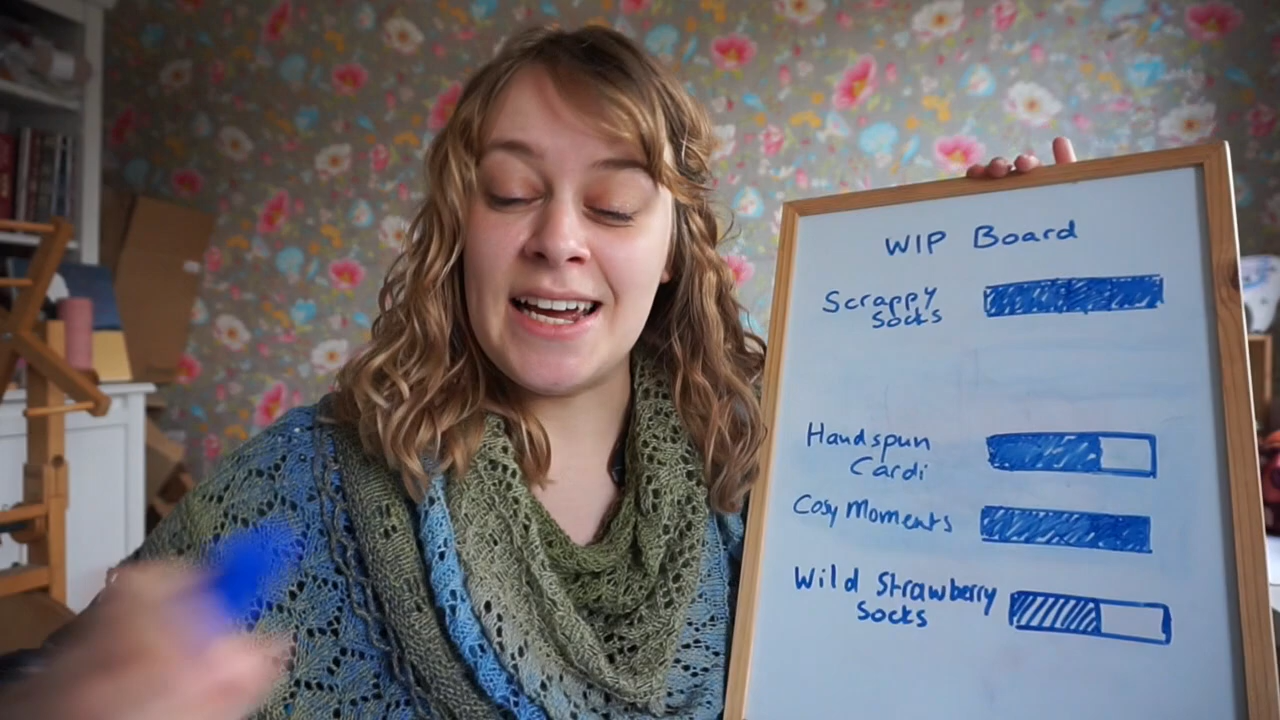 WIP Board
Scrappy
Socks
Handspun
Cardi
Cosy Moments
Wild Strawberry
Socks